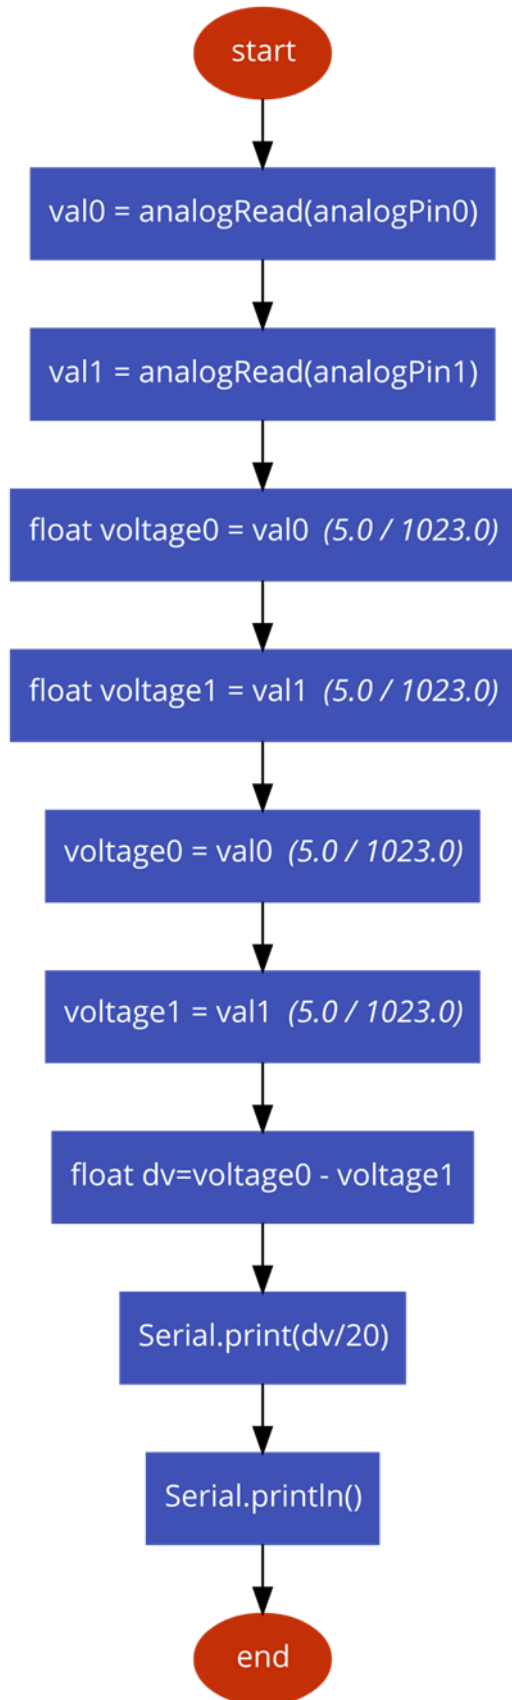 start
val0 = analogRead(analogPin0)
val1 = analogRead(analogPin1)
float voltage0 = val0 (5.0 / 1023.0)
float voltage1 = val1 (5.0 / 1023.0)
voltage0 = val0 (5.0 / 1023.0)
voltage1 = val1 (5.0 / 1023.0)
float dv=voltage0 - voltage1
Serial.print(dv/20)
Serial.println()
end